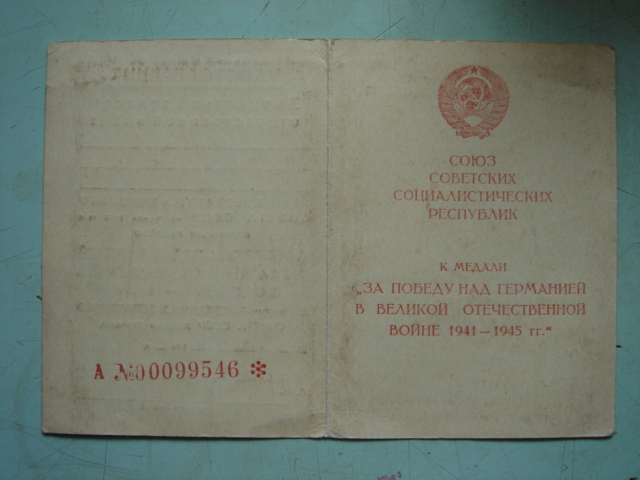 А №00099546 *
СОЮЗ
СОВЕТСКИХ
СОЦИАЛИСТИЧЕСКИХ
РЕСПУБЛИК
К МЕДАЛИ
„ЗА ПОБЕДУ НАД ГЕРМАНИЕЙ
В ВЕЛИКОЙ ОТЕЧЕСТВЕННОЙ
ВОЙНЕ 1941—1945 гг.“